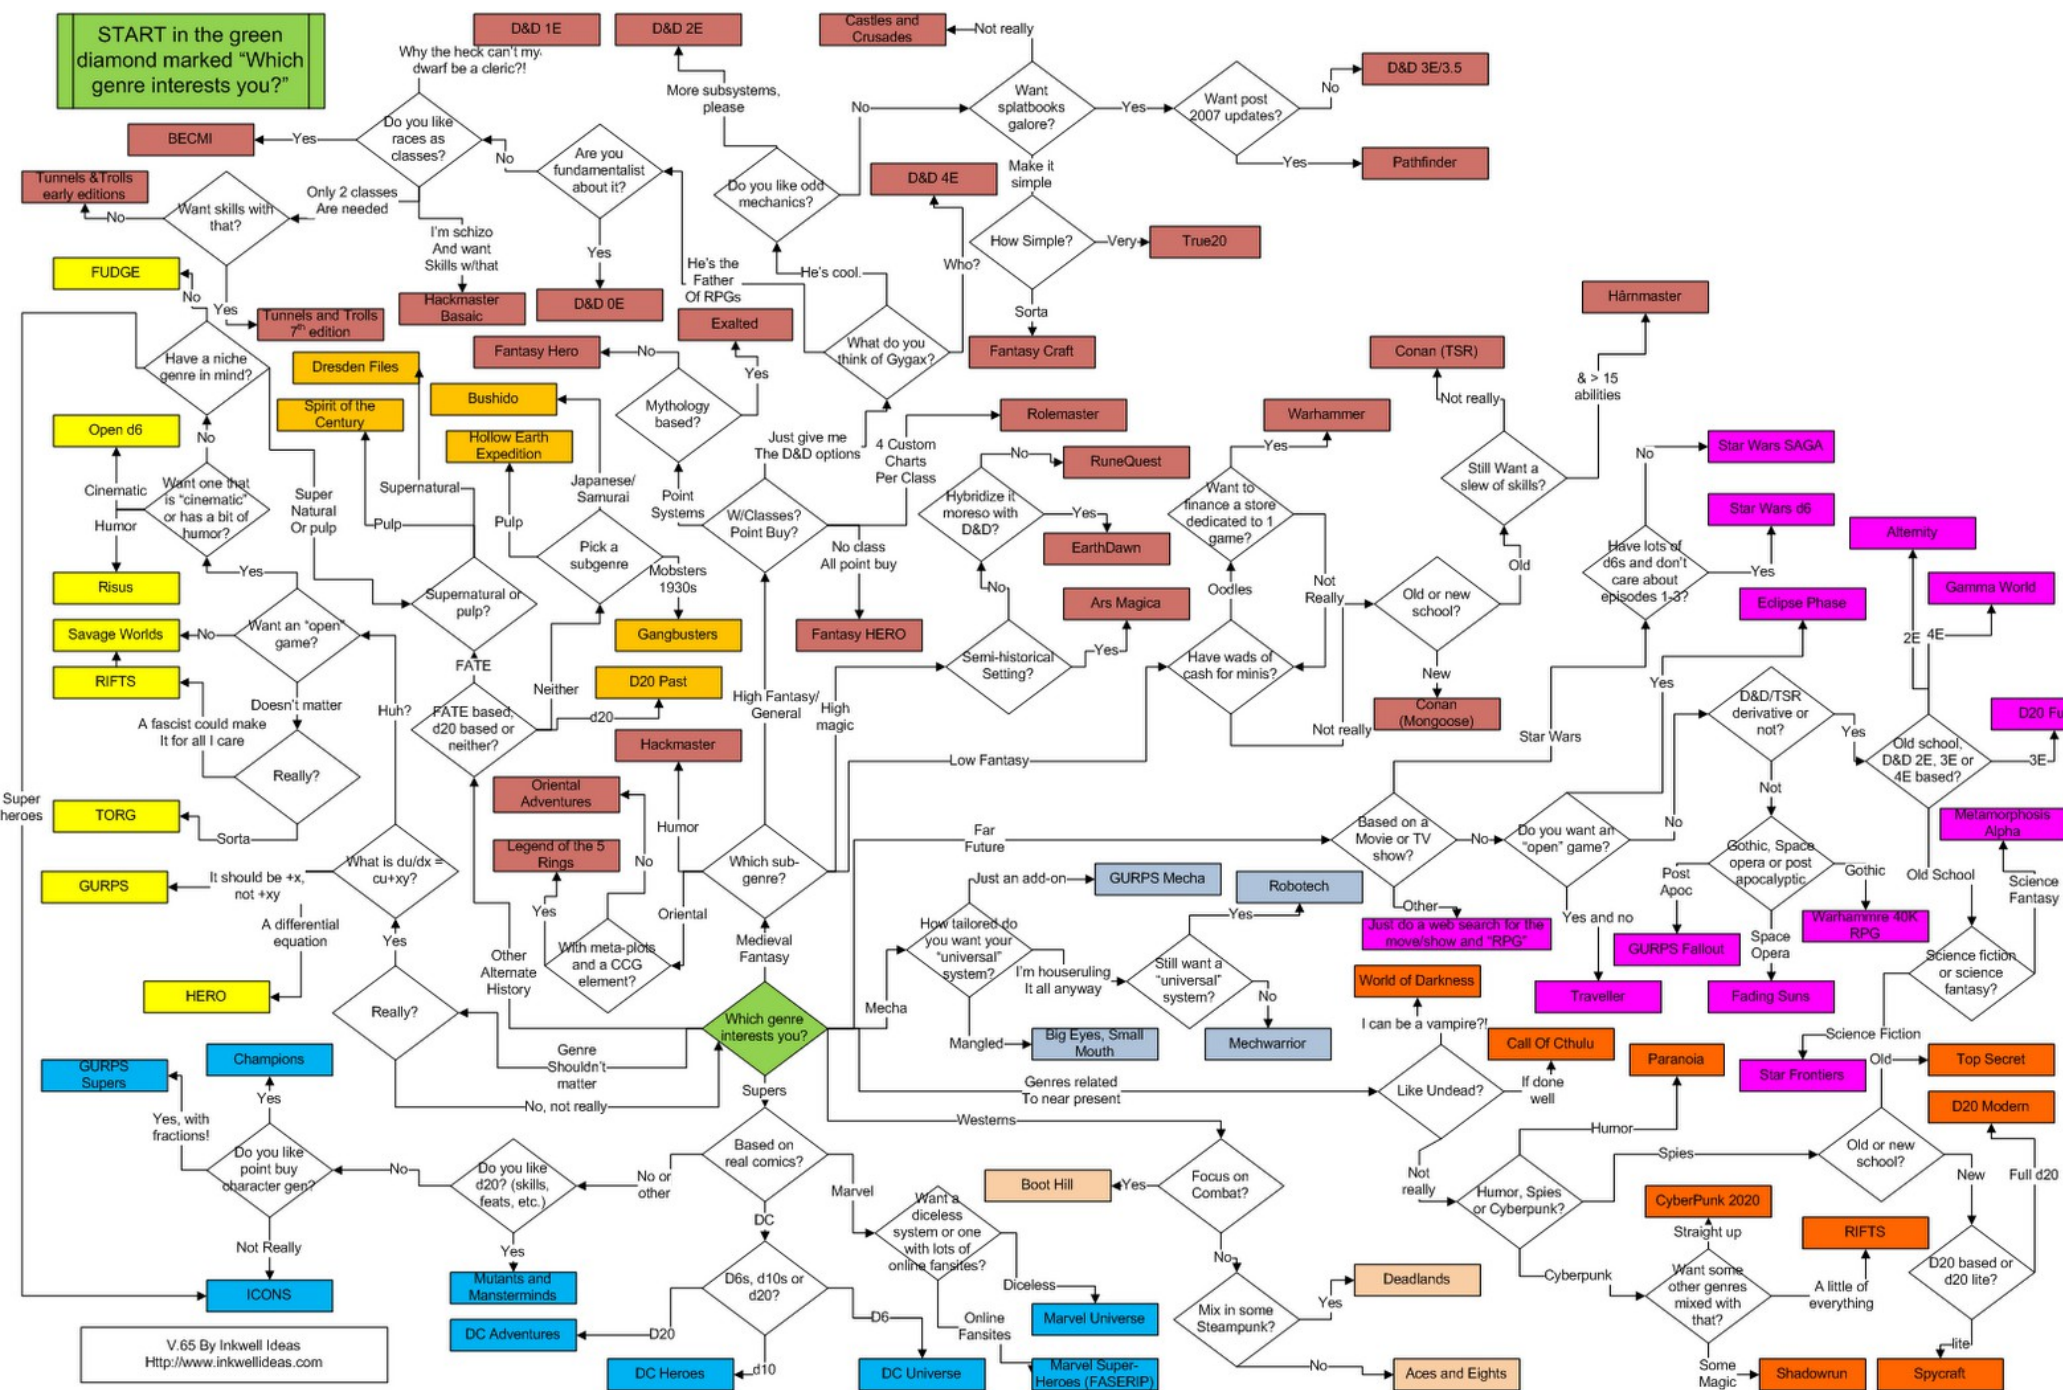 START in the green
diamond marked “Which
genre interests you?”
D&D 1E
D&D 2E
Castles and
Crusades
Not really
Why the heck can't my
dwarf be a cleric?!
More subsystems,
please
Want
splatbooks
galore?
Yes
Want post
2007 updates?
No
D&D 3E/3.5
Yes
Pathfinder
BECMI
Yes
Do you like
races as
classes?
No
Are you
fundamentalist
about it?
Do you like odd
mechanics?
No
D&D 4E
Make it
simple
Tunnels &Trolls
early editions
No
Want skills with
that?
Only 2 classes
Are needed
I'm schizo
And want
Skills w/that
Yes
How Simple?
Very
True20
FUDGE
No
Yes
Tunnels and Trolls
7th edition
Hackmaster
Basaic
D&D 0E
He's the
Father
Of RPGs
He's cool.
Who?
Sorta
Fantasy Craft
Hârnmaster
Have a niche
genre in mind?
Dresden Files
Fantasy Hero
No
Exalted
Yes
What do you
think of Gygax?
Conan (TSR)
Not really
& > 15
abilities
Spirit of the
Century
Bushido
Mythology
based?
Rolemaster
Warhammer
Yes
Open d6
No
Hollow Earth
Expedition
Just give me
The D&D options
4 Custom
Charts
Per Class
No
RuneQuest
Star Wars SAGA
No
Cinematic
Humor
Want one that
is “cinematic”
or has a bit of
humor?
Super
Natural
Or pulp
Supernatural
Pulp
Pulp
Japanese/
Samurai
Point
Systems
W/Classes?
Point Buy?
Hybridize it
moreso with
D&D?
Yes
EarthDawn
Want to
finance a store
dedicated to 1
game?
Still Want a
slew of skills?
Star Wars d6
Alternity
Risus
Yes
Pick a
subgenre
Mobsters
1930s
No class
All point buy
No
Oodles
Not
Really
Old
Have lots of
d6s and don't
care about
episodes 1-3?
Yes
Gamma World
Supernatural or
pulp?
Ars Magica
Old or new
school?
Eclipse Phase
Savage Worlds
No
Want an “open”
game?
Gangbusters
Fantasy HERO
2E
4E
RIFTS
FATE
Semi-historical
Setting?
Yes
Have wads of
cash for minis?
New
Yes
Doesn't matter
Huh?
Neither
D20 Past
High Fantasy/
General
High
magic
Conan
(Mongoose)
D&D/TSR
derivative or
not?
Yes
D20 Fu
A fascist could make
It for all I care
FATE based,
d20 based or
neither?
d20
Hackmaster
Not really
Star Wars
Old school,
D&D 2E, 3E or
4E based?
3E
Really?
Low Fantasy
Not
Super
heroes
TORG
Sorta
Oriental
Adventures
Humor
Far
Future
Based on a
Movie or TV
show?
No
Do you want an
“open” game?
No
Metamorphosis
Alpha
GURPS
It should be +x,
not +xy
What is du/dx =
cu+xy?
Legend of the 5
Rings
No
Which sub-
genre?
Just an add-on
GURPS Mecha
Robotech
Gothic, Space
opera or post
apocalyptic
Post
Apoc
Gothic
Old School
Science
Fantasy
A differential
equation
Yes
Yes
Oriental
How tailored do
you want your
“universal”
system?
Yes
Other
Just do a web search for the
move/show and “RPG”
Yes and no
GURPS Fallout
Space
Opera
Warhammre 40K
RPG
HERO
Really?
Other
Alternate
History
With meta-plots
and a CCG
element?
Medieval
Fantasy
Mecha
I'm houseruling
It all anyway
Still want a
“universal”
system?
No
World of Darkness
Traveller
Fading Suns
Science fiction
or science
fantasy?
Which genre
interests you?
I can be a vampire?!
Mangled
Big Eyes, Small
Mouth
Mechwarrior
Call Of Cthulu
Science Fiction
GURPS
Supers
Champions
Genre
Shouldn't
matter
Supers
Genres related
To near present
Like Undead?
If done
well
Paranoia
Star Frontiers
Old
Top Secret
Yes, with
fractions!
Yes
No, not really
Westerns
Humor
D20 Modern
Do you like
point buy
character gen?
No
Do you like
d20? (skills,
feats, etc.)
No or
other
Based on
real comics?
Marvel
Boot Hill
Yes
Focus on
Combat?
Not
really
Humor, Spies
or Cyberpunk?
Spies
Old or new
school?
New
Full d20
Not Really
Yes
DC
Want a
diceless
system or one
with lots of
online fansites?
No
CyberPunk 2020
Straight up
RIFTS
ICONS
Mutants and
Mansterminds
D6s, d10s or
d20?
Diceless
Mix in some
Steampunk?
Yes
Deadlands
Cyberpunk
Want some
other genres
mixed with
that?
A little of
everything
D20 based or
d20 lite?
DC Adventures
D20
D6
Online
Fansites
Marvel Universe
V.65 By Inkwell Ideas
Http://www.inkwellideas.com
DC Heroes
d10
DC Universe
Marvel Super-
Heroes (FASERIP)
No
Aces and Eights
Some
Magic
Shadowrun
lite
Spycraft